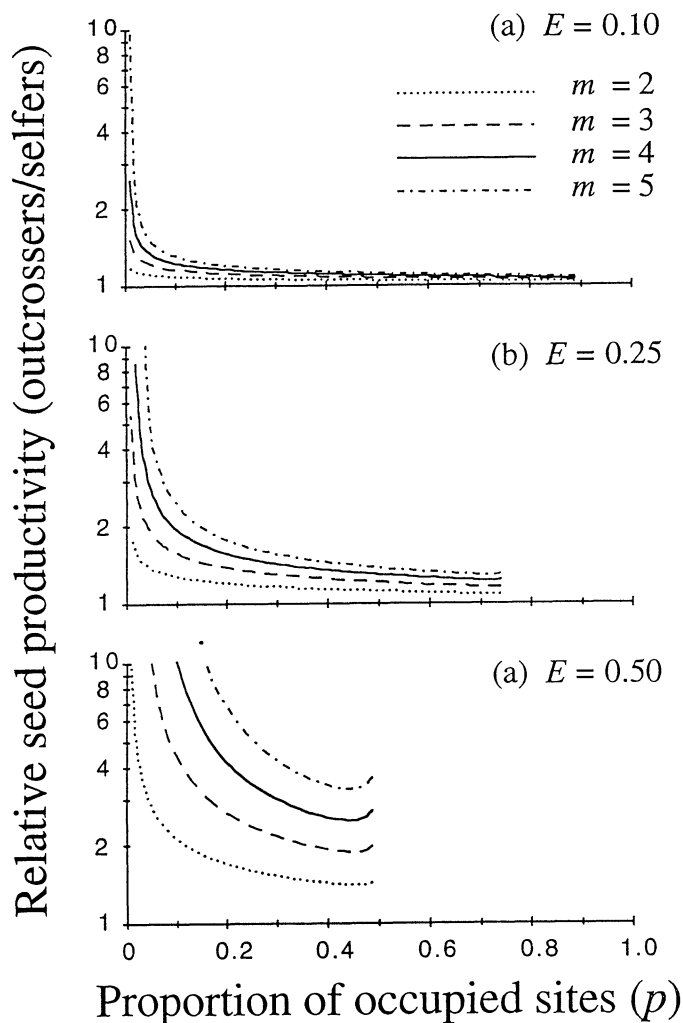 Relative seed productivity (outcrossers/selfers)
(a) E = 0.10
10
8
6
4
2
1
m = 2
m = 3
m = 4
m = 5
(b) E = 0.25
10
8
6
4
2
1
(a) E = 0.50
10
8
6
4
2
1
0 0.2 0.4 0.6 0.8 1.0
Proportion of occupied sites (p)